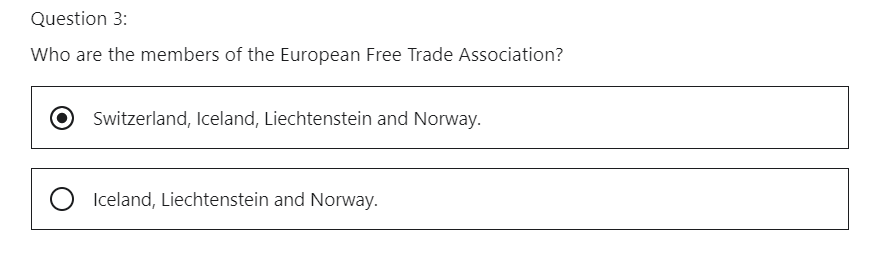 Question 3:
Who are the members of the European Free Trade Association?
Switzerland, Iceland, Liechtenstein and Norway.
Iceland, Liechtenstein and Norway.